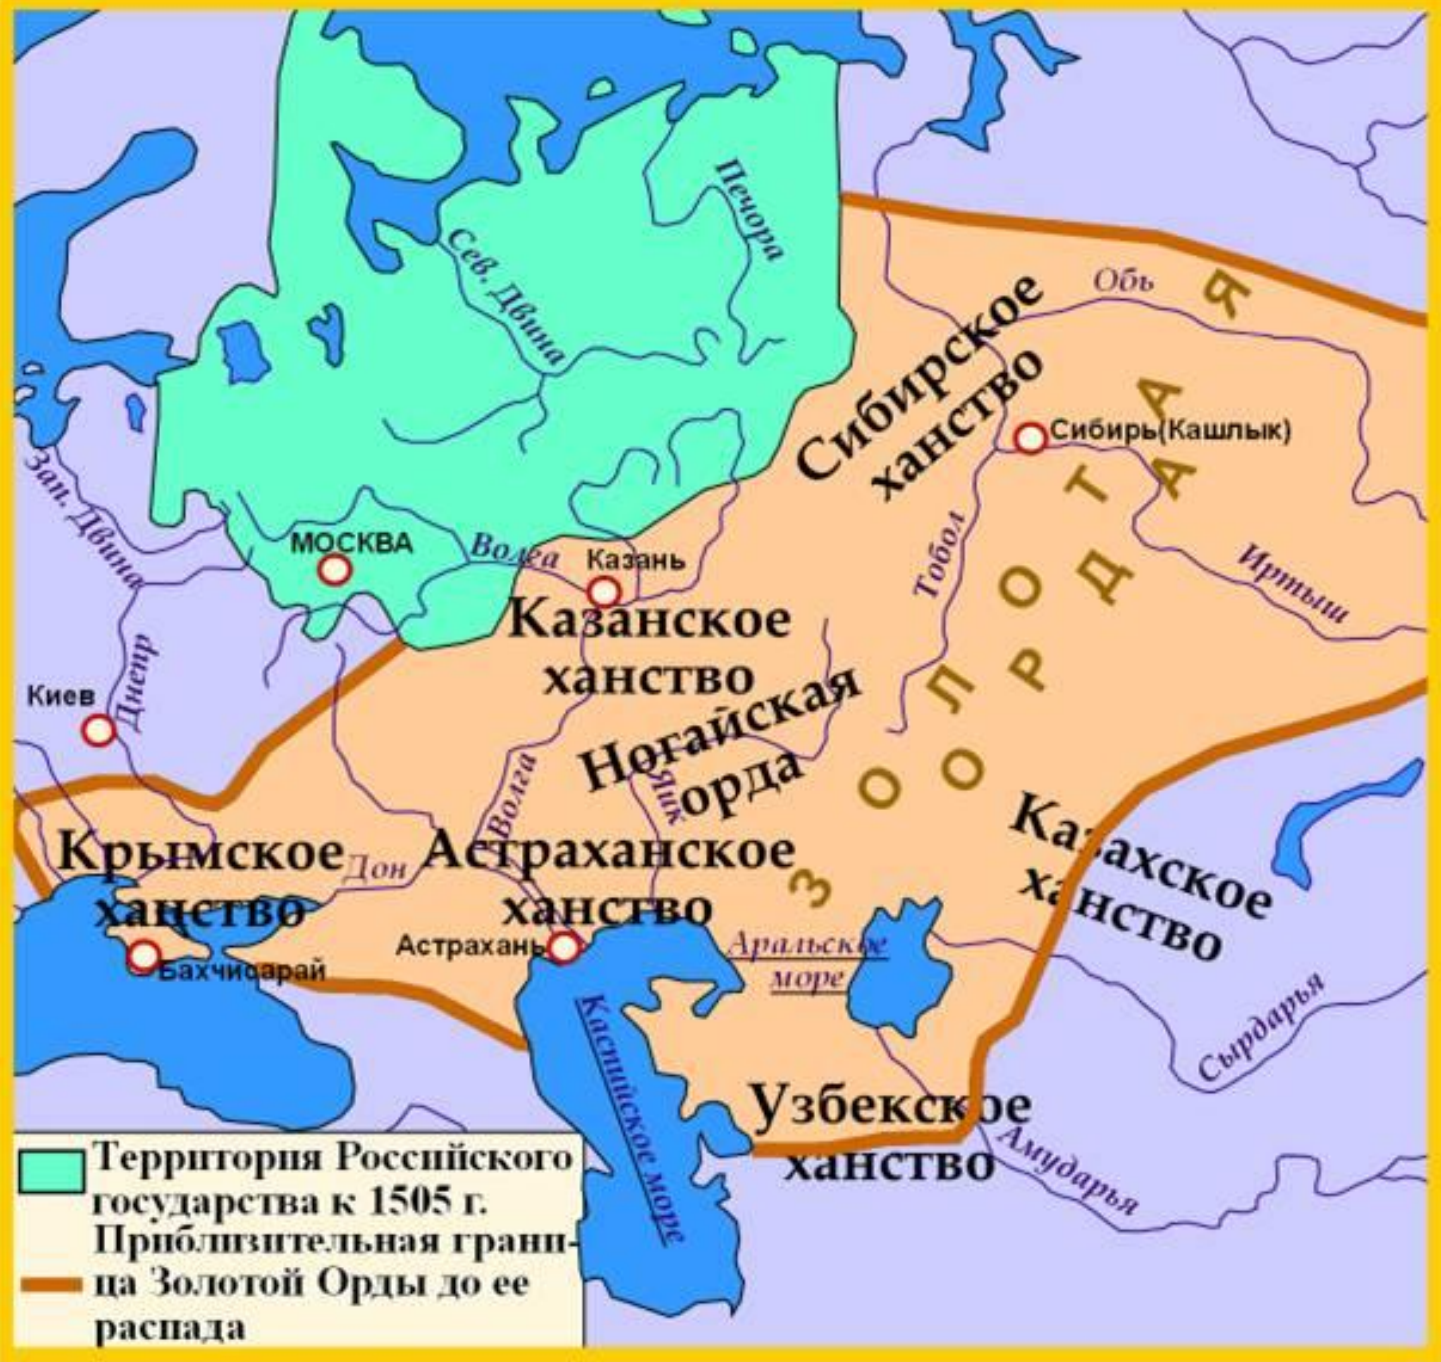 Печора
Сев. Двина
Обь
Я
Сибирское
ханство
А
Сибирь(Кашлык)
Т
А
Зап. Двина
МОСКВА
Волга
Казань
Тобол
О
Д
Иртыш
Казанское
ханство
Днепр
Киев
Л
Р
Ногайская
орда
Яик
О
О
Волга
Казахское
ханство
Крымское
ханство
Дон
Астраханское
ханство
З
Астрахань
Бахчисарай
Аральское
море
Каспийское море
Сырдарья
Узбекское
ханство
Амударья
Территория Российского
государства к 1505 г.
Приблизительная грани-
ца Золотой Орды до ее
распада